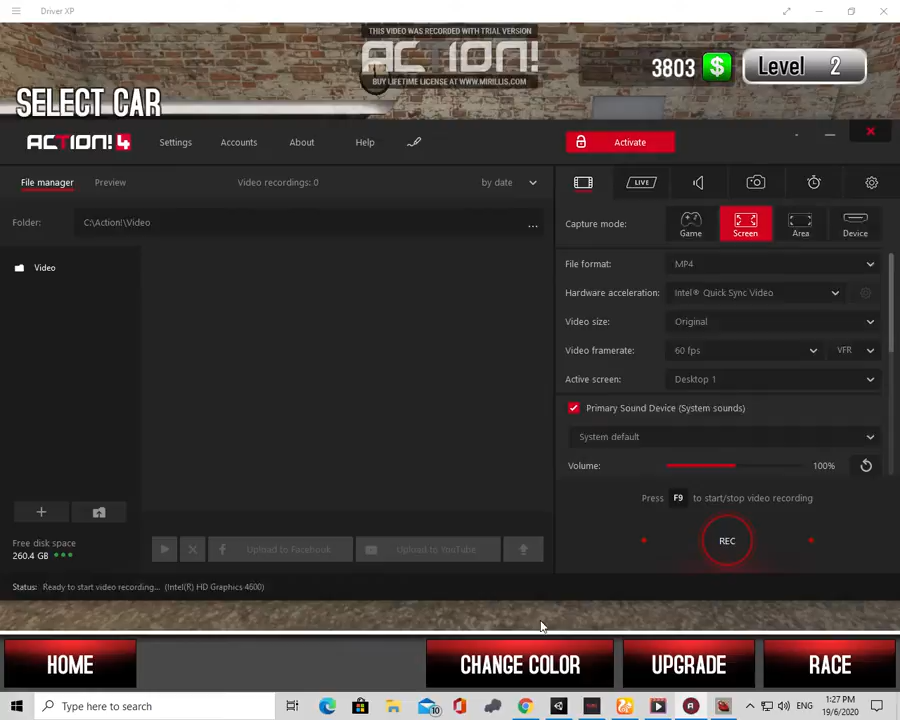 Driver XP
THIS VIDEO WAS RECORDED WITH TRIAL VERSION
ACTION!
BUY LIFETIME LICENSE AT WWW.MIRILLIS.COM
3803 $
Level 2
SELECT CAR
ACTION! 4
Settings
Accounts
About
Help
Activate
File manager
Preview
Video recordings: 0
by date
LIVE
Folder:
C:\Action!\Video
...
Capture mode:
Game
Screen
Area
Device
Video
File format:
MP4
Hardware acceleration:
Intel® Quick Sync Video
Video size:
Original
Video framerate:
60 fps
VFR
Active screen:
Desktop 1
Primary Sound Device (System sounds)
System default
Volume:
100%
Press F9 to start/stop video recording
REC
Free disk space
260.4 GB
Upload to Facebook
Upload to YouTube
Status: Ready to start video recording... (Intel(R) HD Graphics 4600)
HOME
CHANGE COLOR
UPGRADE
RACE
Type here to search
10
1:27 PM
19/6/2020